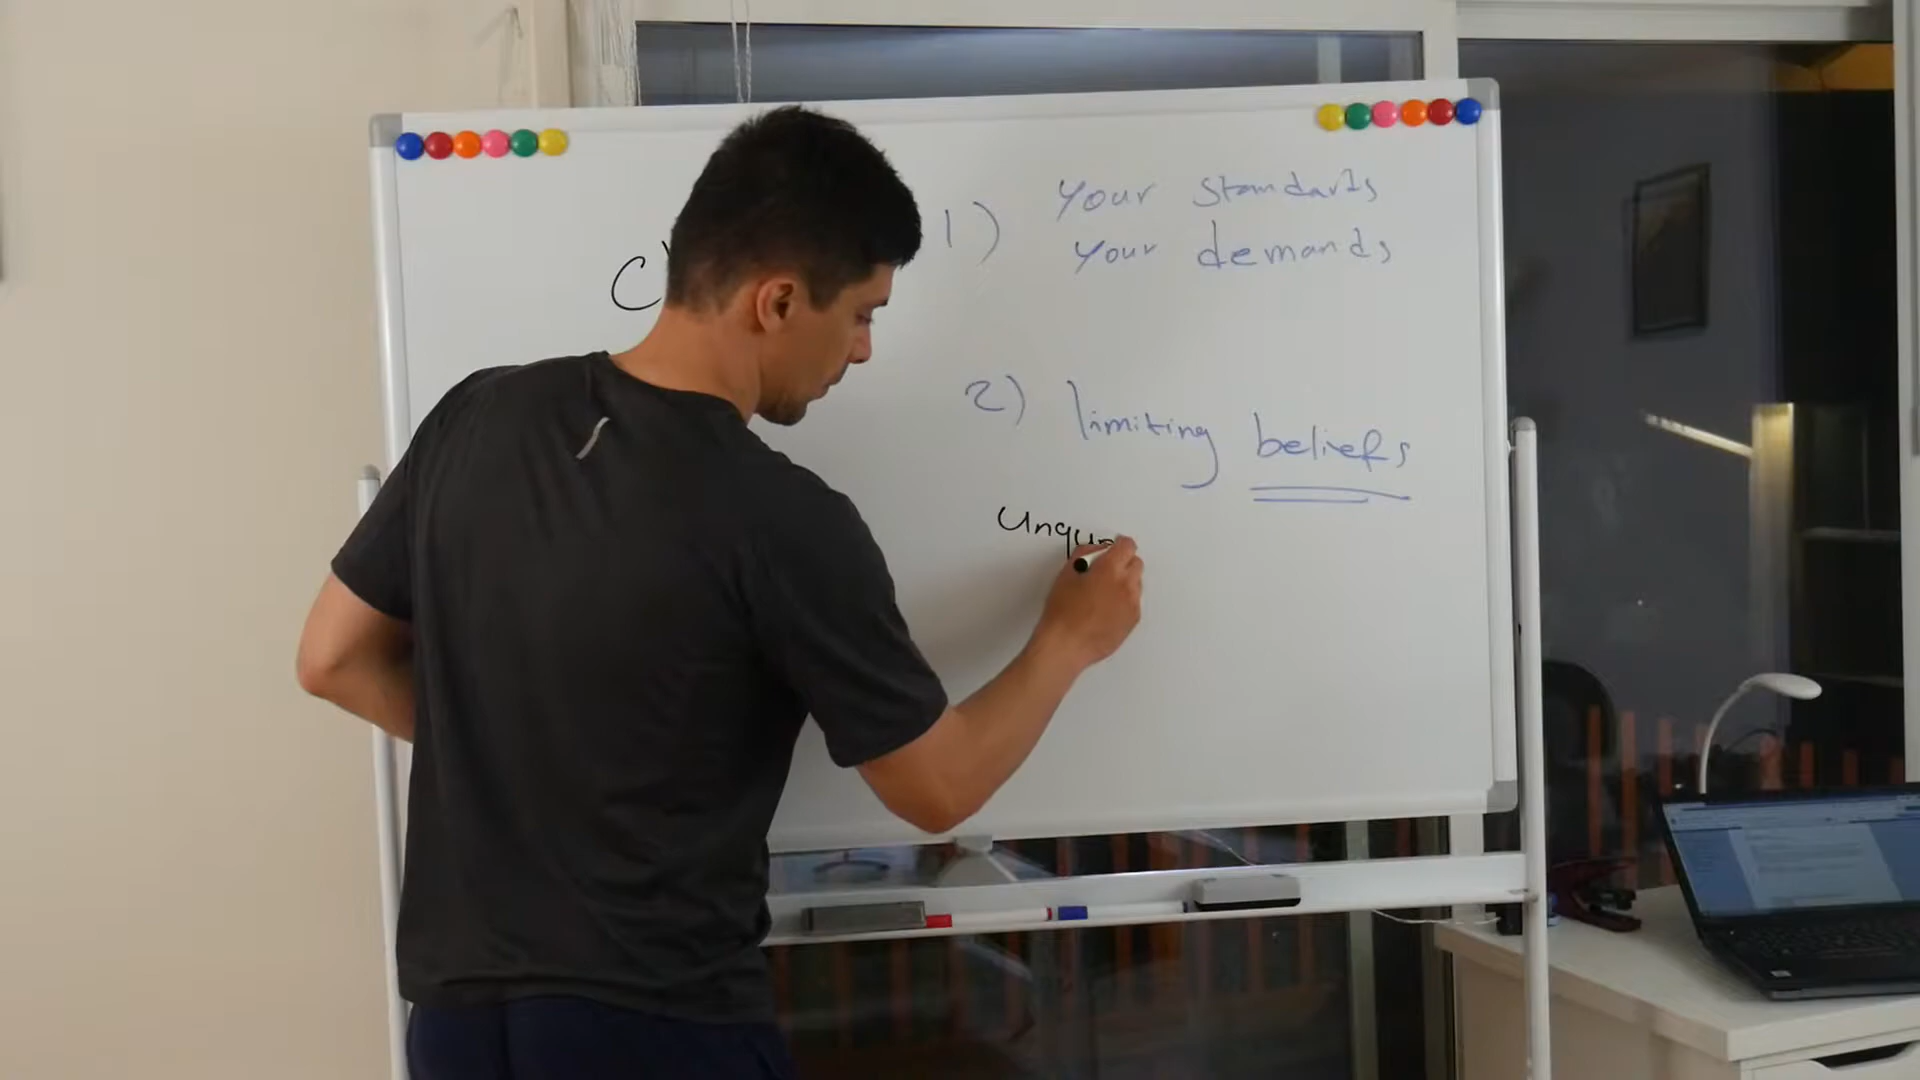 1) Your standards
your demands
2) limiting beliefs